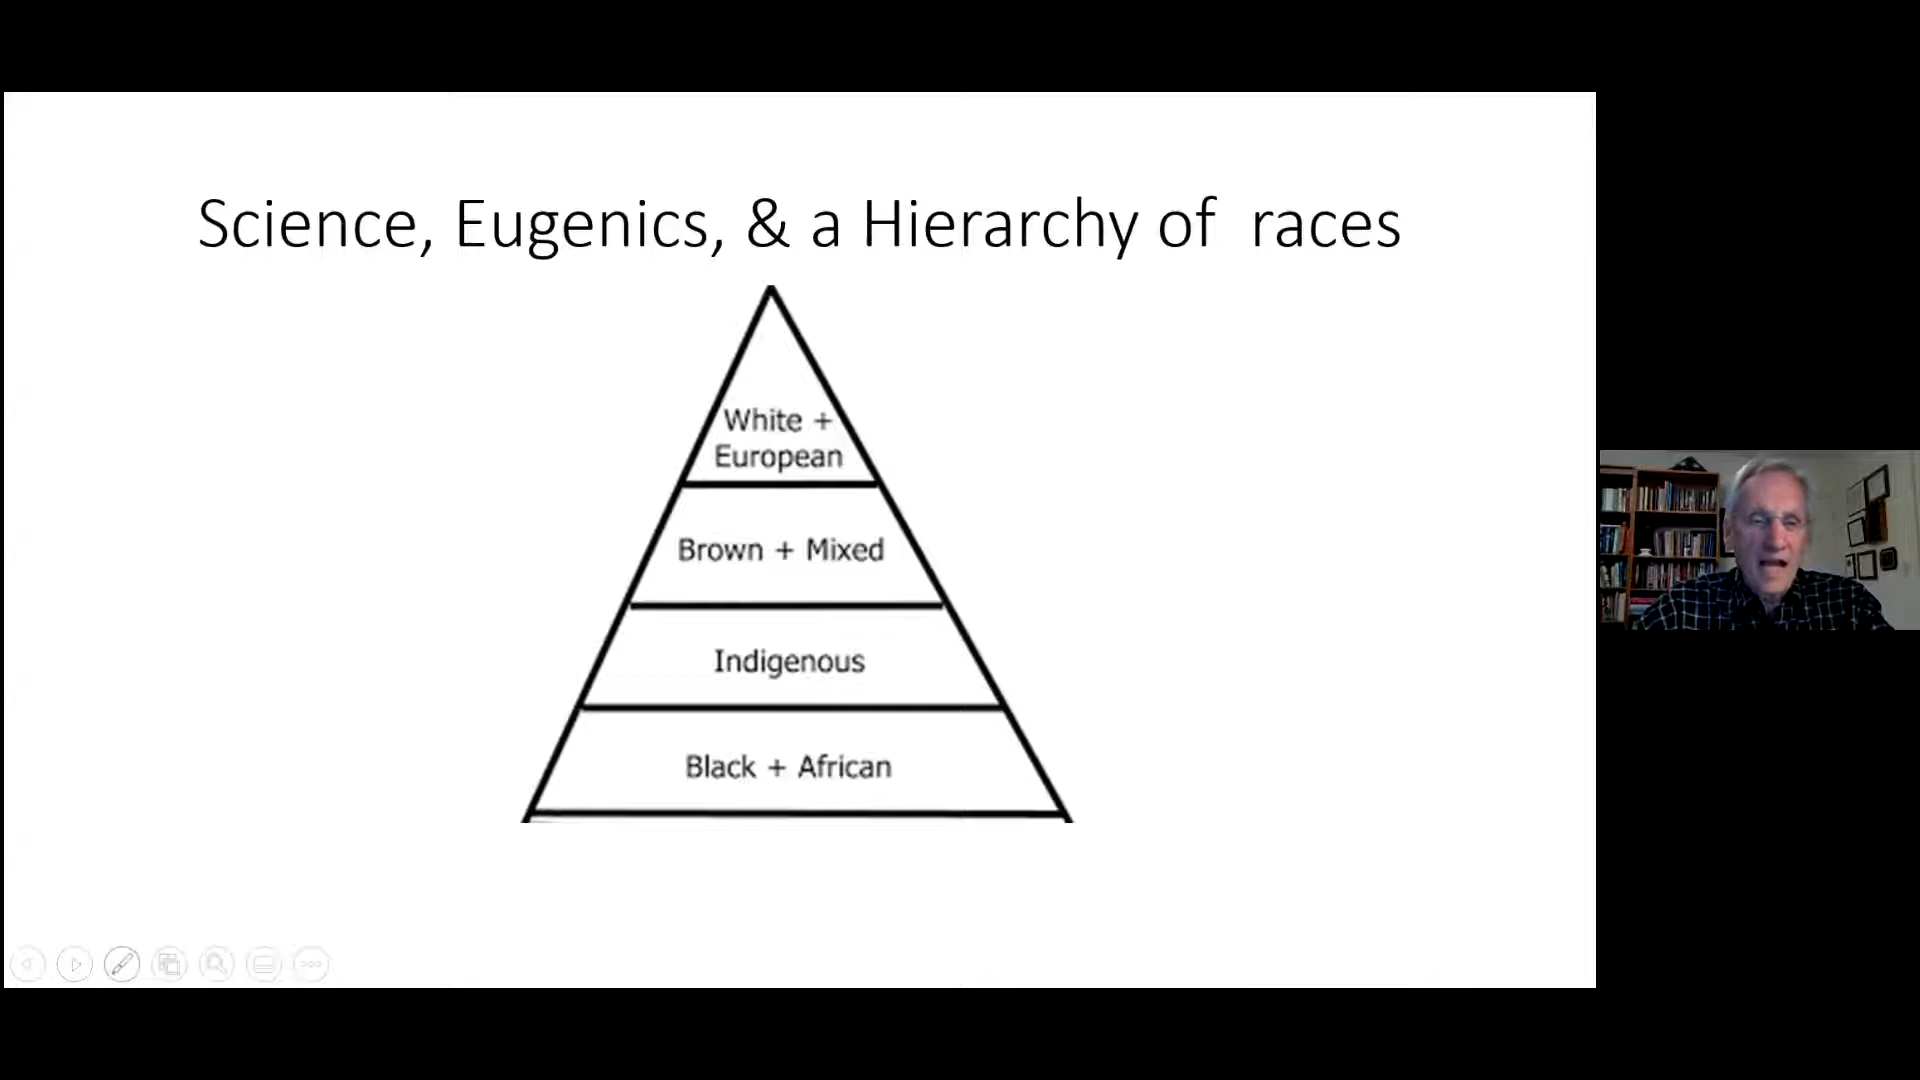 Science, Eugenics, & a Hierarchy of races
White +
European
Brown + Mixed
Indigenous
Black + African